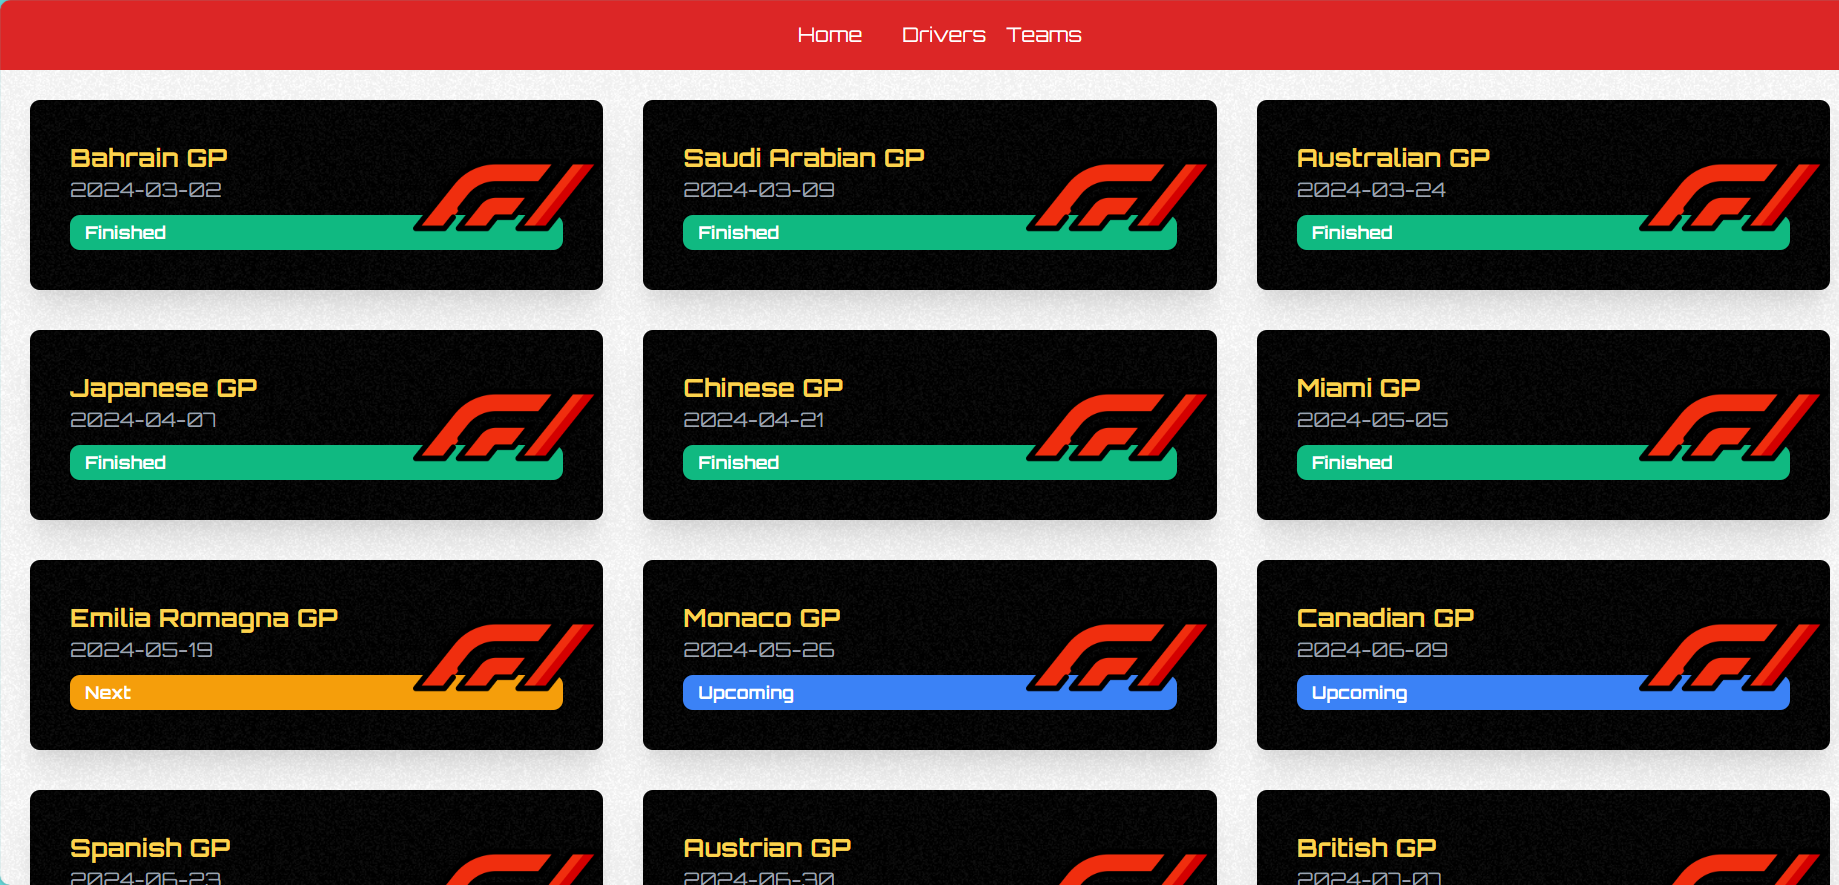 Home Drivers Teams
Bahrain GP
2024-03-02
Finished
Saudi Arabian GP
2024-03-09
Finished
Australian GP
2024-03-24
Finished
Japanese GP
2024-04-07
Finished
Chinese GP
2024-04-21
Finished
Miami GP
2024-05-05
Finished
Emilia Romagna GP
2024-05-19
Next
Monaco GP
2024-05-26
Upcoming
Canadian GP
2024-06-09
Upcoming
Spanish GP
2024-06-23
Austrian GP
2024-06-30
British GP
2024-07-07